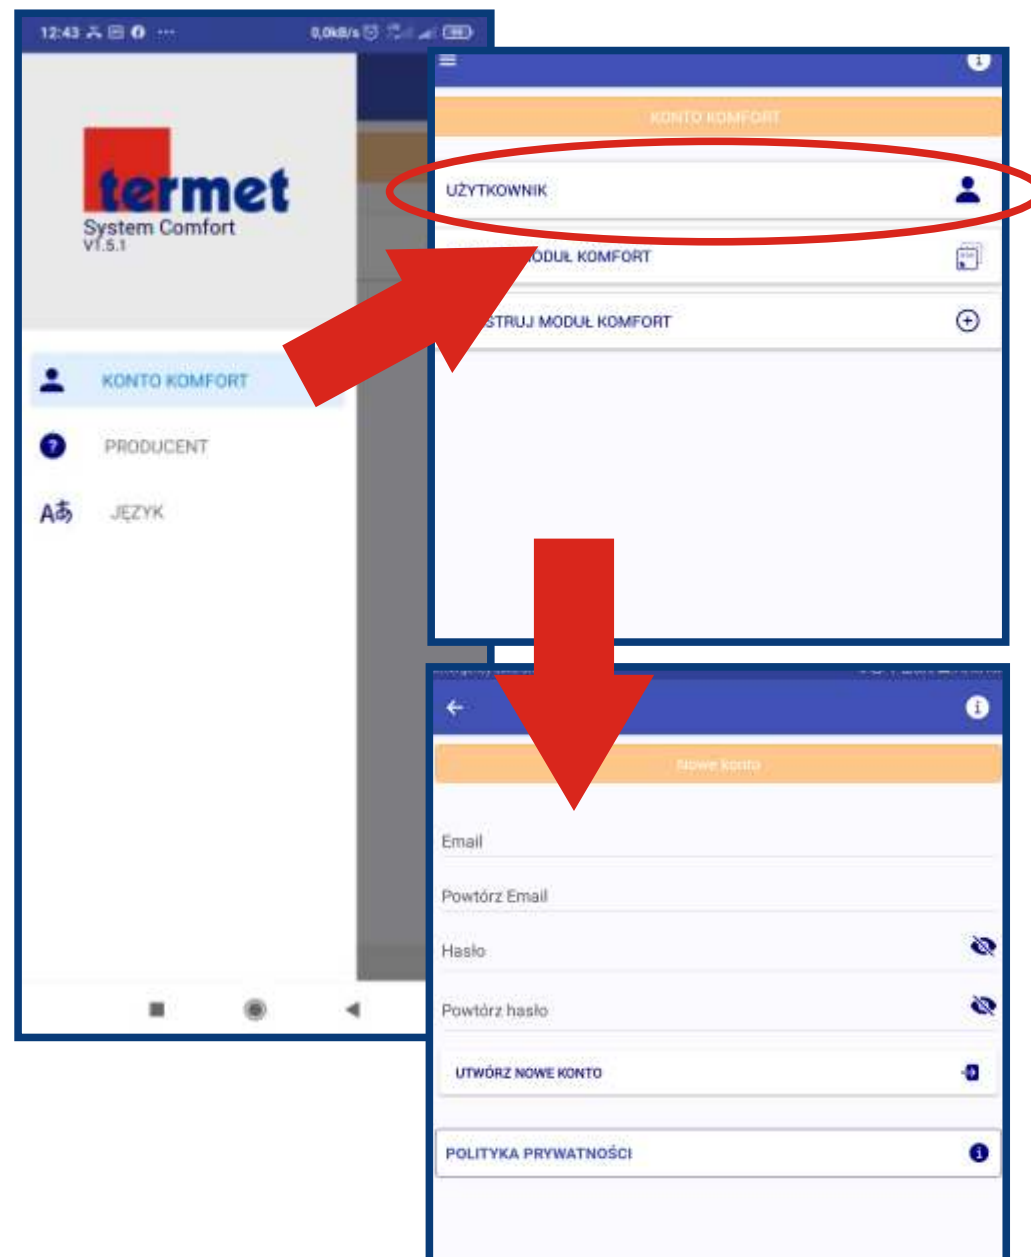 12:43
0,0kB/s
termet
System Comfort
V1.5.1
KONTO KOMFORT
PRODUCENT
JĘZYK
KONTO KOMFORT
UŻYTKOWNIK
MODUŁ KOMFORT
STRUJ MODUŁ KOMFORT
Nowe konto
Email
Powtórz Email
Hasło
Powtórz hasło
UTWÓRZ NOWE KONTO
POLITYKA PRYWATNOŚCI